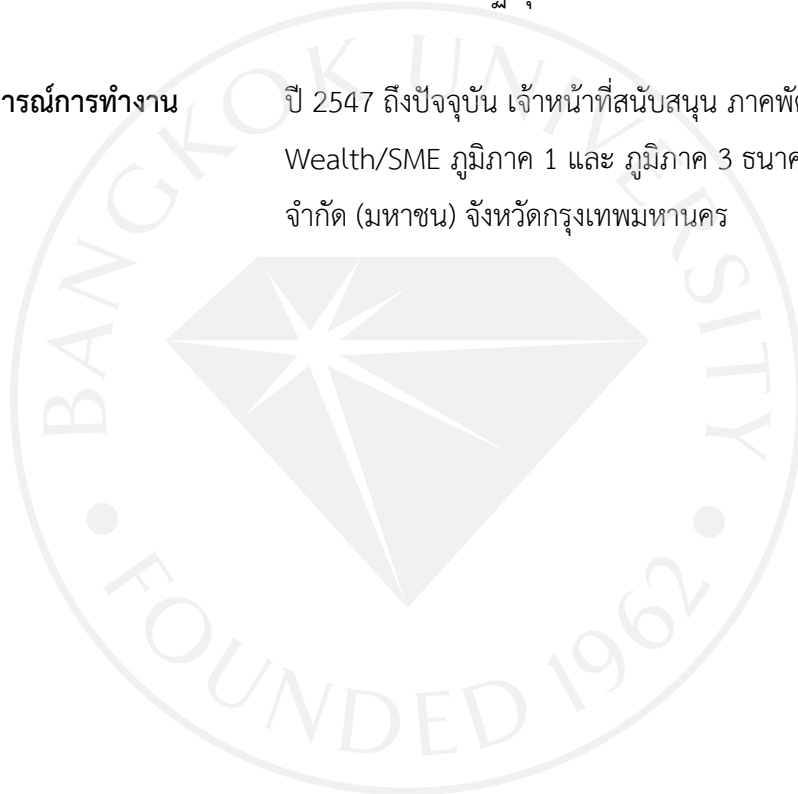 การทำงาน ปี 2547 ถึงปัจจุบัน เจ้าหน้าที่สนับสนุน
Wealth/SME ภูมิภาค 1 และ ภูมิภาค 3
จำกัด (มหาชน) จังหวัดกรุงเทพมหานคร
BANGKOK UNIVERSITY
FOUNDED 1962